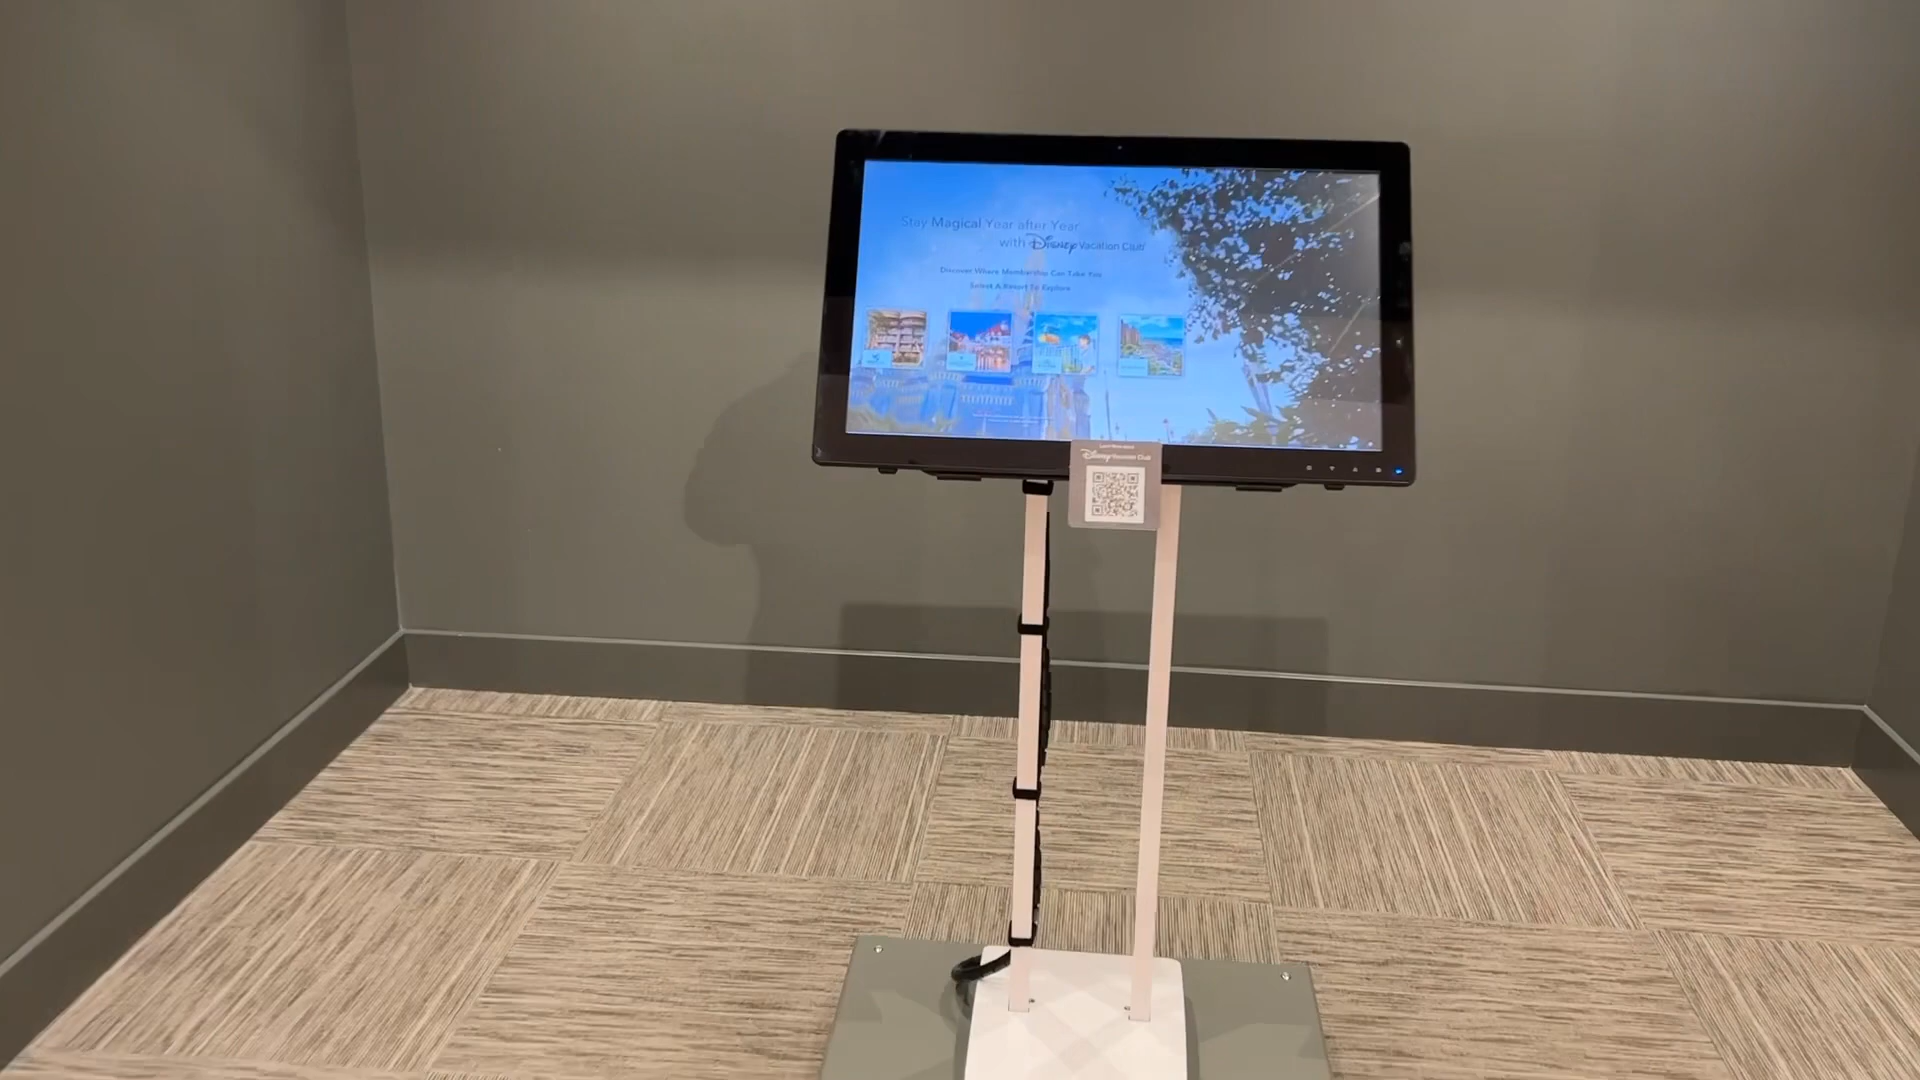 Stay Magical Year after Year
with Disney Vacation Club
Discover Where Membership Can Take You
Select A Resort To Explore
Disney Vacation Club